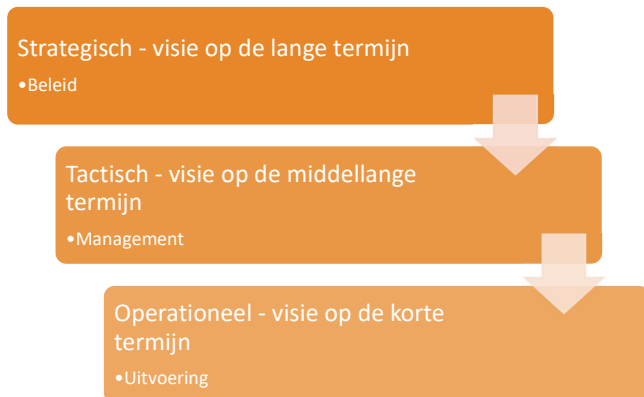 Strategisch - visie op de lange termijn
•Beleid
Tactisch - visie op de middellange
termijn
•Management
Operationeel - visie op de korte
termijn
•Uitvoering